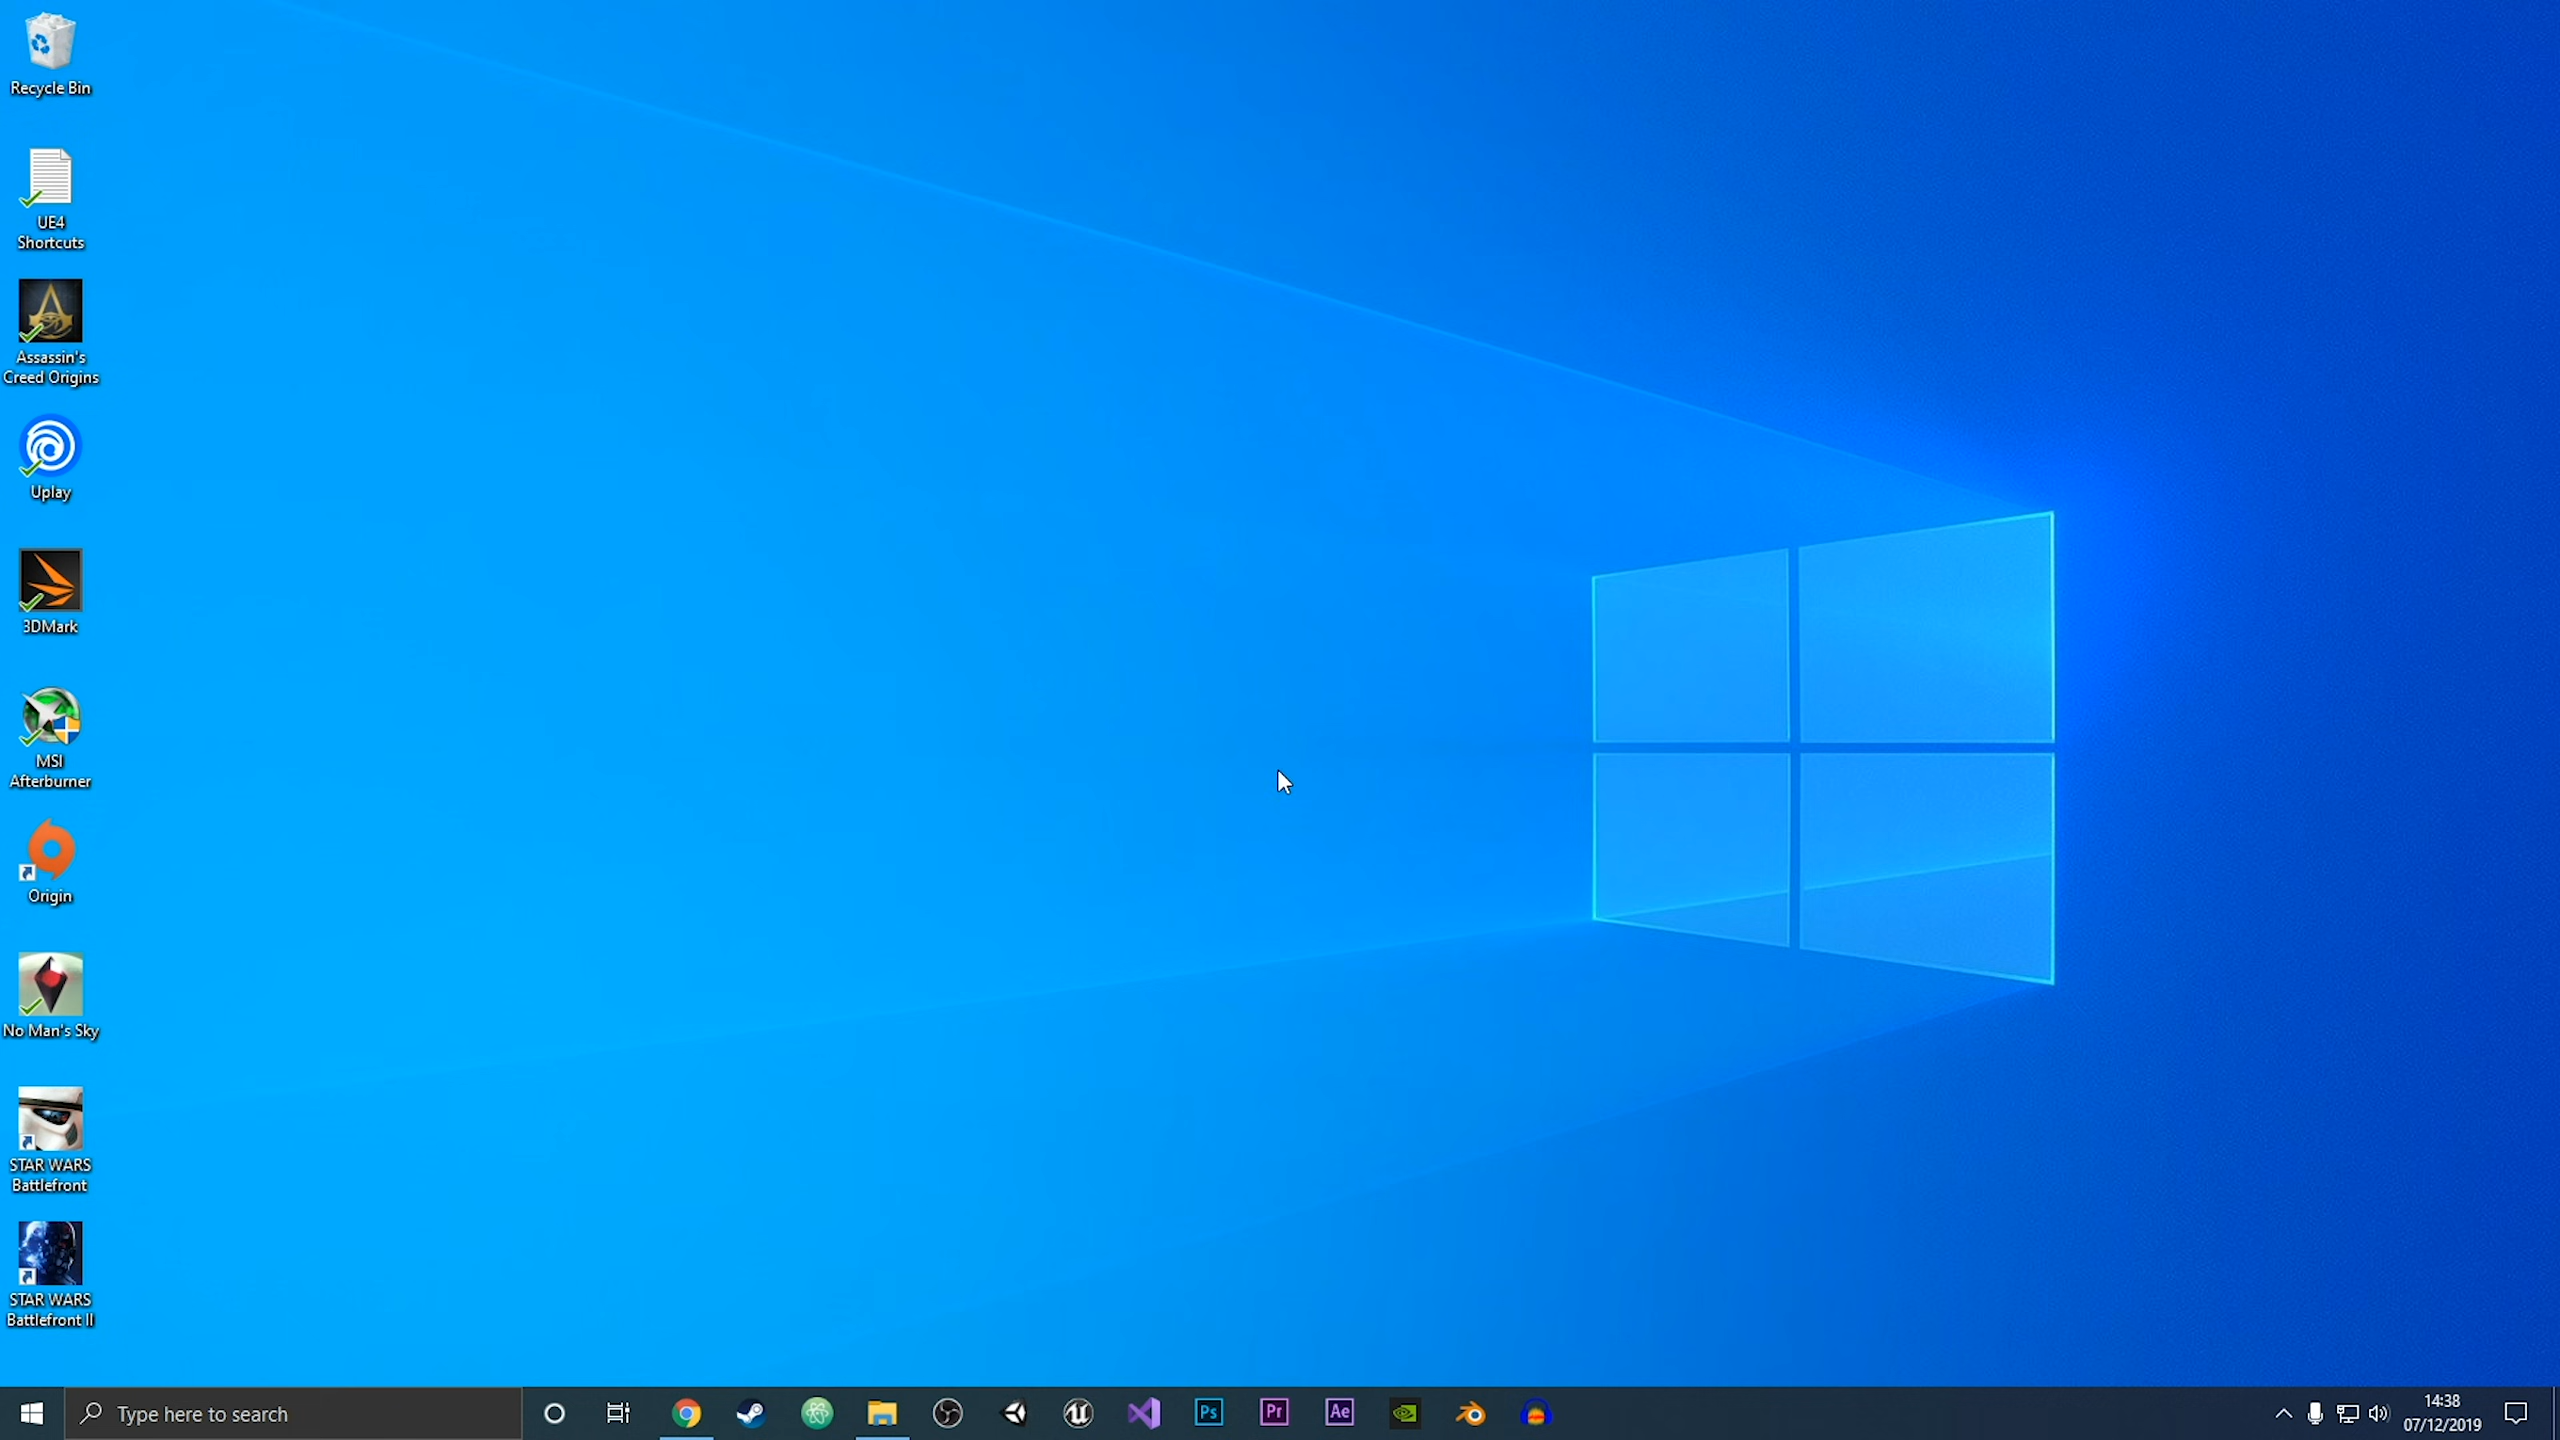 Recycle Bin
UE4
Shortcuts
Assassin's
Creed Origins
Uplay
3DMark
MSI
Afterburner
Origin
No Man's Sky
STAR WARS
Battlefront
STAR WARS
Battlefront II
Type here to search
Ps
Pr
Ae
14:38
07/12/2019